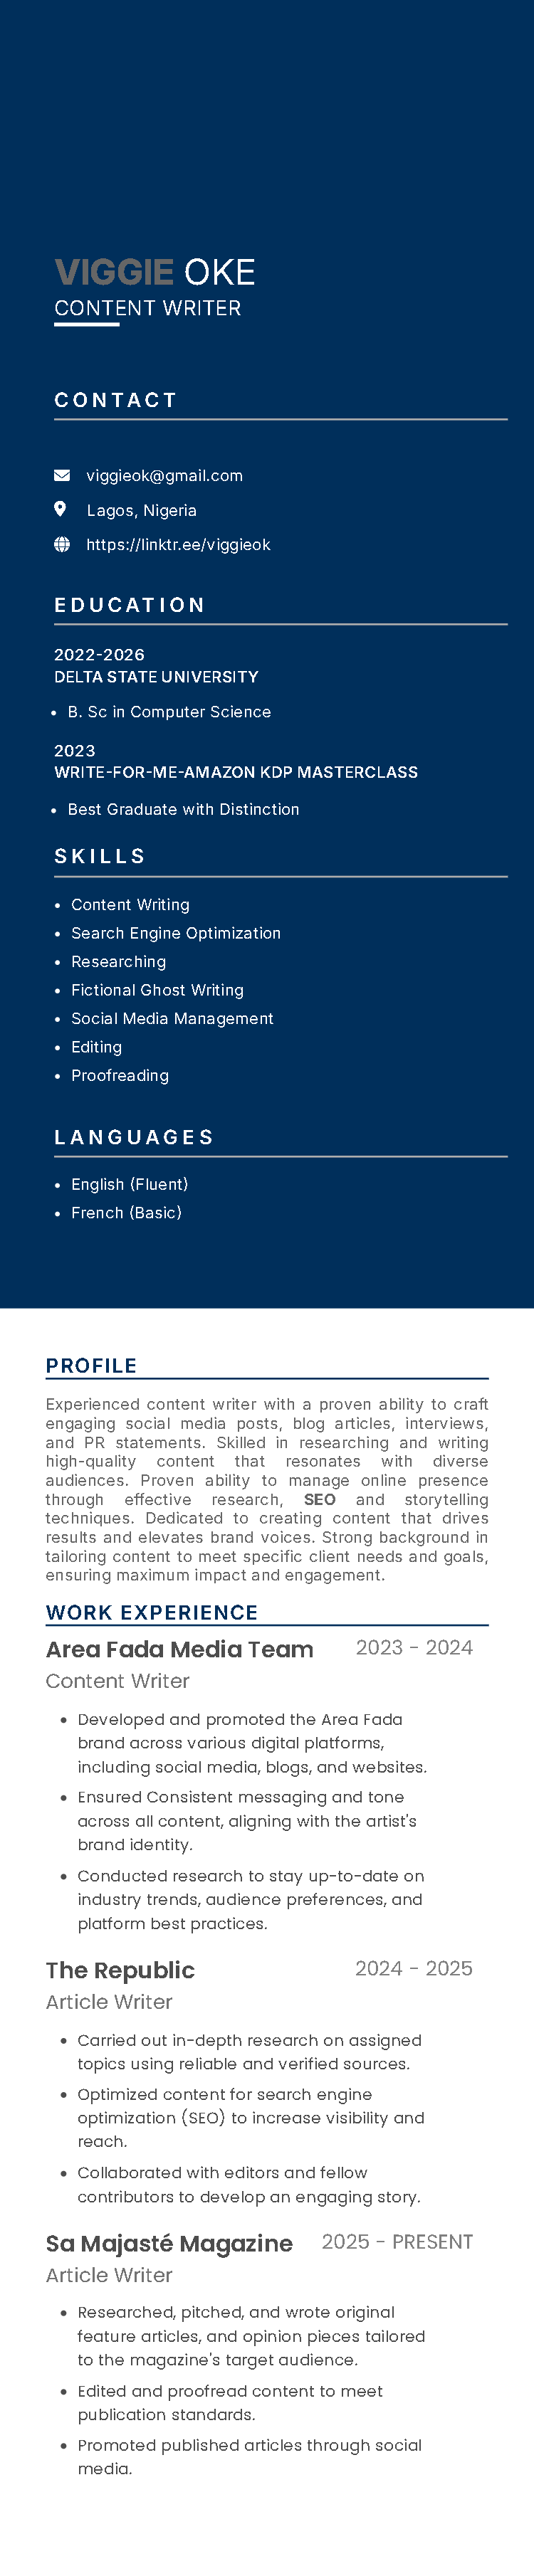 VIGGIE OKE
CONTENT WRITER
CONTACT
viggieok@gmail.com
Lagos, Nigeria
https://linktr.ee/viggieok
EDUCATION
2022-2026
DELTA STATE UNIVERSITY
• B. Sc in Computer Science
2023
WRITE-FOR-ME-AMAZON KDP MASTERCLASS
• Best Graduate with Distinction
SKILLS
• Content Writing
• Search Engine Optimization
• Researching
• Fictional Ghost Writing
• Social Media Management
• Editing
• Proofreading
LANGUAGES
• English (Fluent)
• French (Basic)
PROFILE
Experienced content writer with a proven ability to craft
engaging social media posts, blog articles, interviews,
and PR statements. Skilled in researching and writing
high-quality content that resonates with diverse
audiences. Proven ability to manage online presence
through effective research, SEO and storytelling
techniques. Dedicated to creating content that drives
results and elevates brand voices. Strong background in
tailoring content to meet specific client needs and goals,
ensuring maximum impact and engagement.
WORK EXPERIENCE
Area Fada Media Team 2023 - 2024
Content Writer
• Developed and promoted the Area Fada
brand across various digital platforms,
including social media, blogs, and websites.
• Ensured Consistent messaging and tone
across all content, aligning with the artist's
brand identity.
• Conducted research to stay up-to-date on
industry trends, audience preferences, and
platform best practices.
The Republic 2024 - 2025
Article Writer
• Carried out in-depth research on assigned
topics using reliable and verified sources.
• Optimized content for search engine
optimization (SEO) to increase visibility and
reach.
• Collaborated with editors and fellow
contributors to develop an engaging story.
Sa Majasté Magazine 2025 - PRESENT
Article Writer
• Researched, pitched, and wrote original
feature articles, and opinion pieces tailored
to the magazine's target audience.
• Edited and proofread content to meet
publication standards.
• Promoted published articles through social
media.